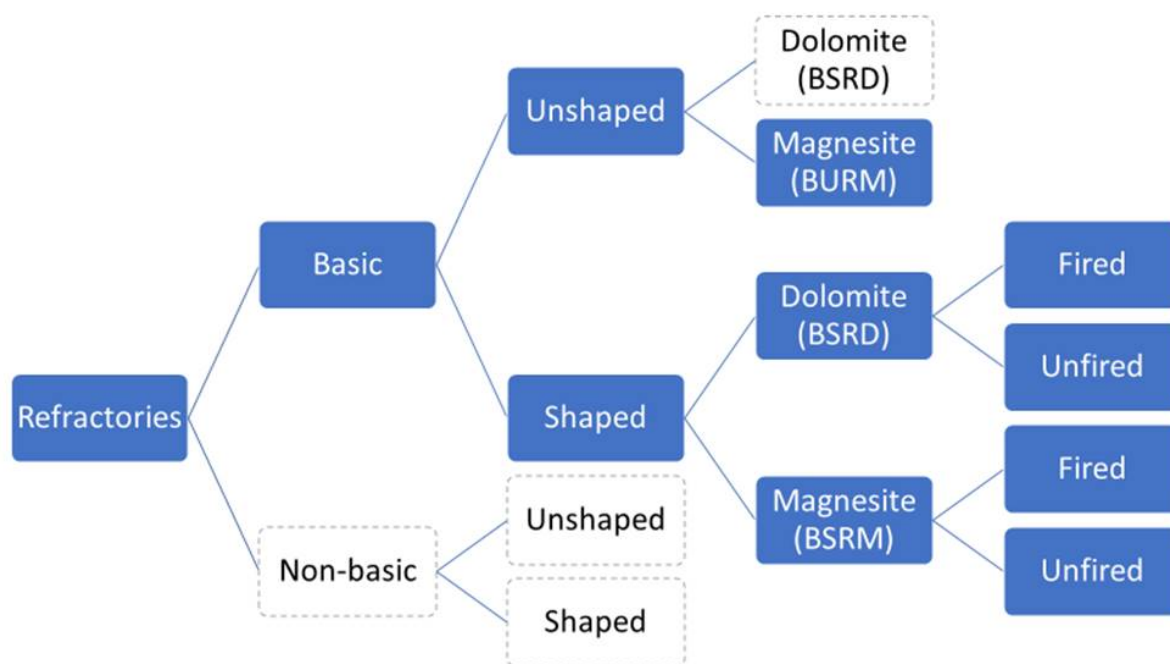 Dolomite
(BSRD)
Unshaped
Magnesite
(BURM)
Basic
Fired
Dolomite
(BSRD)
Unfired
Refractories
Shaped
Fired
Magnesite
(BSRM)
Unshaped
Non-basic
Unfired
Shaped